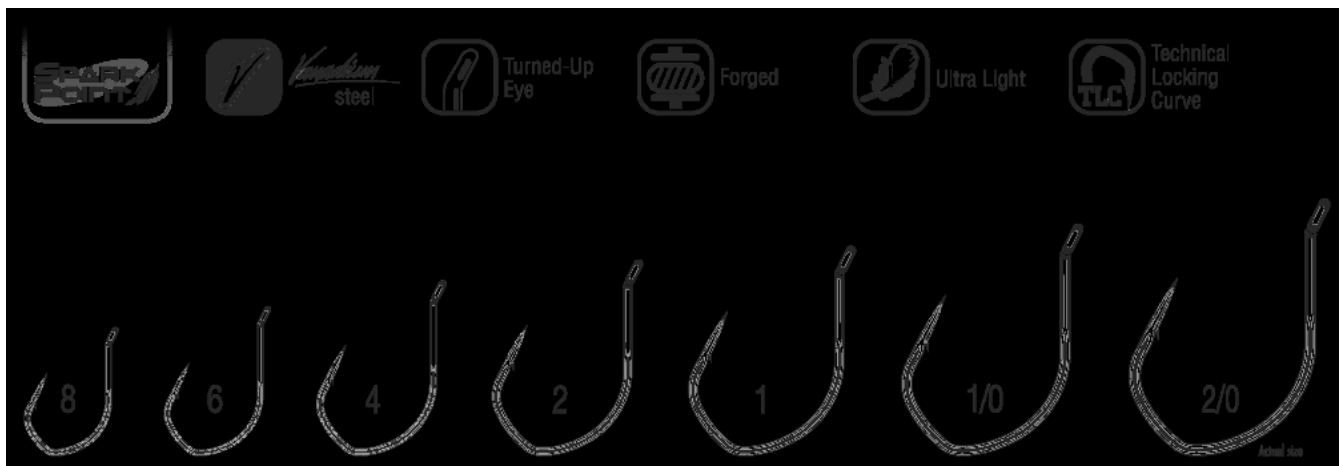 SPARK POINT
Vanadium
steel
Turned-Up
Eye
Forged
Ultra Light
TLC
Technical
Locking
Curve
8
6
4
2
1
1/0
2/0
Actual size